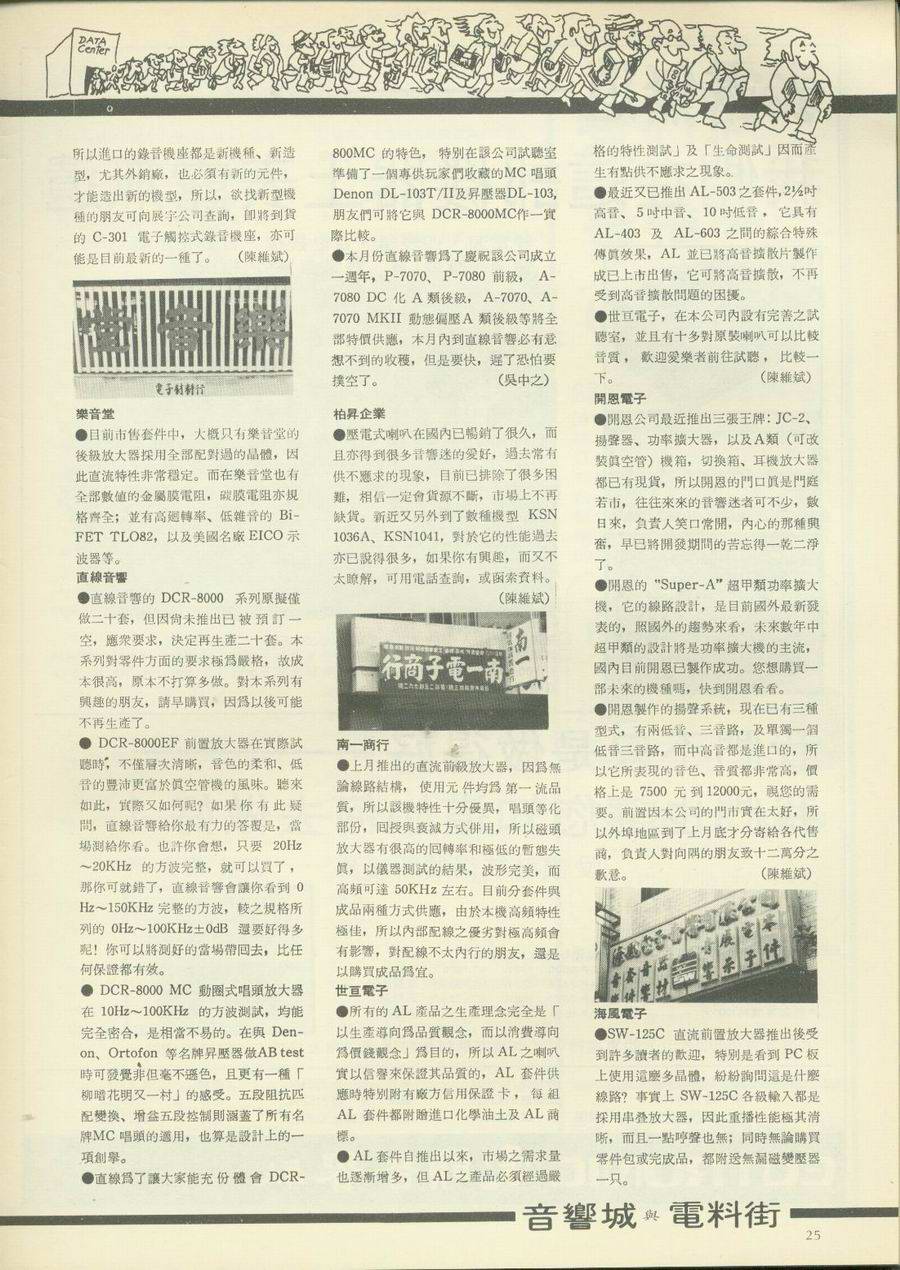 DATA
Center
所以進口的錄音機座都是新機種、新造
型，尤其外銷廠，也必須有新的元件，
才能造出新的機型，所以，欲找新型機
種的朋友可向展宇公司查詢，卽將到貨
的 C-301 電子觸控式錄音機座，亦可
能是目前最新的一種了。 (陳維斌)
堂音樂
電子材料行
樂音堂
●目前市售套件中，大概只有樂音堂的
後級放大器採用全部配對過的晶體，因
此直流特性非常穩定。而在樂音堂也有
全部數値的金屬膜電阻，碳膜電阻亦規
格齊全；並有高廻轉率、低雜音的 Bi-
FET TLO82，以及美國名廠 EICO 示
波器等。
直線音響
●直線音響的 DCR-8000 系列原擬僅
做二十套，但因尙未推出已被預訂一
空，應衆要求，決定再生產二十套。本
系列對零件方面的要求極爲嚴格，故成
本很高，原本不打算多做。對本系列有
興趣的朋友，請早購買，因爲以後可能
不再生產了。
● DCR-8000EF 前置放大器在實際試
聽時，不僅層次清晰，音色的柔和、低
音的豐沛更富於眞空管機的風味。聽來
如此，實際又如何呢？如果你有此疑
問，直線音響給你最有力的答覆是，當
場測給你看。也許你會想，只要 20Hz
～20KHz 的方波完整，就可以買了，
那你可就錯了，直線音響會讓你看到 0
Hz～150KHz 完整的方波，較之規格所
列的 0Hz～100KHz±0dB 還要好得多
呢！你可以將測好的當場帶囘去，比任
何保證都有效。
● DCR-8000 MC 動圈式唱頭放大器
在 10Hz～100KHz 的方波測試，均能
完全密合，是相當不易的。在與 Den-
on、Ortofon 等名牌昇壓器做AB test
時可發覺非但毫不遜色，且更有一種「
柳暗花明又一村」的感受。五段阻抗匹
配變換、增益五段控制則涵蓋了所有名
牌MC 唱頭的適用，也算是設計上的一
項創擧。
●直線爲了讓大家能充份體會 DCR-
800MC 的特色，特別在該公司試聽室
準備了一個專供玩家們收藏的MC 唱頭
Denon DL-103T/II及昇壓器DL-103,
朋友們可將它與 DCR-8000MC作一實
際比較。
●本月份直線音響爲了慶祝該公司成立
一週年，P-7070、P-7080 前級， A-
7080 DC 化 A 類後級，A-7070、A-
7070 MKII 動態偏壓A 類後級等將全
部特價供應，本月內到直線音響必有意
想不到的收穫，但是要快，遲了恐怕要
撲空了。 (吳中之)
柏昇企業
●壓電式喇叭在國內已暢銷了很久，而
且亦得到很多音響迷的愛好，過去常有
供不應求的現象，目前已排除了很多困
難，相信一定會貨源不斷，市場上不再
缺貨。新近又另外到了數種機型 KSN
1036A、KSN1041，對於它的性能過去
亦已說得很多，如果你有興趣，而又不
太瞭解，可用電話查詢，或函索資料。
(陳維斌)
南一
行商子電一南
南一商行
●上月推出的直流前級放大器，因爲無
論線路結構， 使用元件均爲第一流品
質，所以該機特性十分優異，唱頭等化
部份，囘授與衰減方式併用，所以磁頭
放大器有很高的囘轉率和極低的暫態失
眞，以儀器測試的結果，波形完美，而
高頻可達 50KHz 左右。目前分套件與
成品兩種方式供應，由於本機高頻特性
極佳，所以內部配線之優劣對極高頻會
有影響，對配線不太內行的朋友，還是
以購買成品爲宜。
世亘電子
●所有的 AL 產品之生產理念完全是「
以生產導向爲品質觀念，而以消費導向
爲價錢觀念」爲目的，所以 AL 之喇叭
實以信譽來保證其品質的，AL 套件供
應時特別附有廠方信用保證卡，每組
AL 套件都附贈進口化學油土及 AL 商
標。
● AL 套件自推出以來，市場之需求量
也逐漸增多，但 AL 之產品必須經過嚴
格的特性測試」及「生命測試」因而產
生有點供不應求之現象。
●最近又已推出 AL-503 之套件, 2½吋
高音、5 吋中音、10 吋低音，它具有
AL-403 及 AL-603 之間的綜合特殊
傳眞效果，AL 並已將高音擴散片製作
成已上市出售，它可將高音擴散，不再
受到高音擴散問題的困擾。
●世亘電子，在本公司內設有完善之試
聽室，並且有十多對原裝喇叭可以比較
音質，歡迎愛樂者前往試聽，比較一
下。 (陳維斌)
開恩電子
●開恩公司最近推出三張王牌：JC-2、
揚聲器、功率擴大器，以及A類（可改
裝眞空管）機箱，切換箱、耳機放大器
都已有現貨，所以開恩的門口眞是門庭
若市，往往來來的音響迷者可不少，數
日來，負責人笑口常開，內心的那種興
奮，早已將開發期間的苦忘得一乾二淨
了。
●開恩的 "Super-A" 超甲類功率擴大
機，它的線路設計，是目前國外最新發
表的，照國外的趨勢來看，未來數年中
超甲類的設計將是功率擴大機的主流，
國內目前開恩已製作成功。您想購買一
部未來的機種嗎，快到開恩看看。
●開恩製作的揚聲系統，現在已有三種
型式，有兩低音、三音路，及單獨一個
低音三音路，而中高音都是進口的，所
以它所表現的音色、音質都非常高，價
格上是 7500 元到12000元，視您的需
要。前置因本公司的門市實在太好，所
以外埠地區到了上月底才分寄給各代售
商，負責人對向隅的朋友致十二萬分之
歉意。 (陳維斌)
海風電子
●SW-125C 直流前置放大器推出後受
到許多讀者的歡迎，特別是看到 PC 板
上使用這麽多晶體，紛紛詢問這是什麽
線路？事實上 SW-125C 各級輸入都是
採用串叠放大器，因此重播性能極其清
晰，而且一點哼聲也無；同時無論購買
零件包或完成品，都附送無漏磁變壓器
一只。
音響城與電料街
25